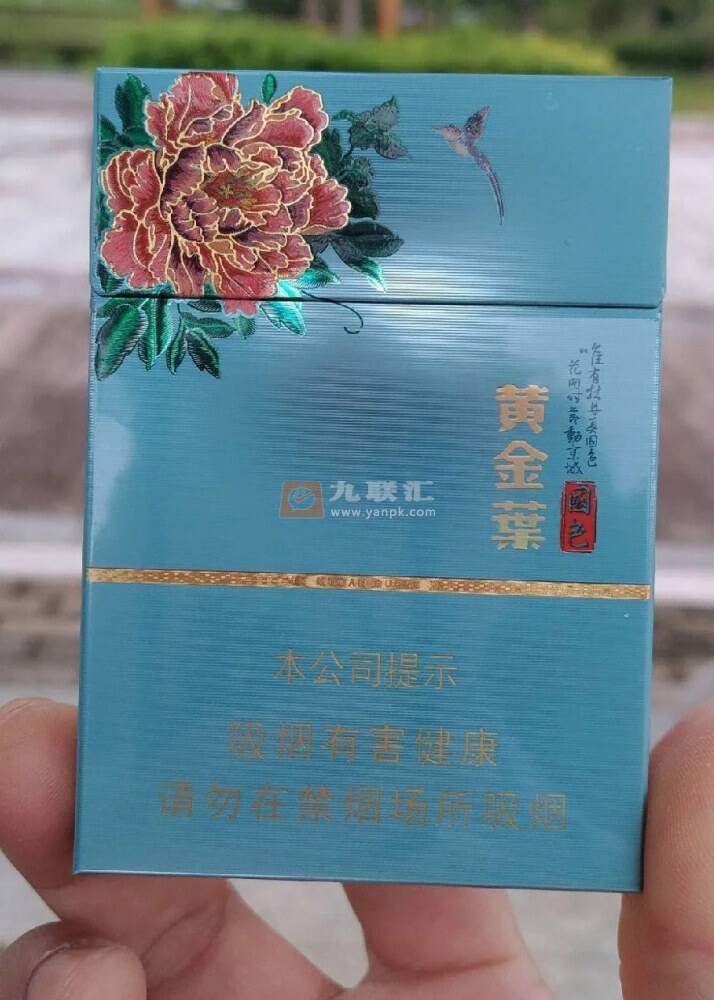 唯有牡丹真国色
花开时节动京城
黄金葉
國色
九联汇
www.yanpk.com
本公司提示
吸烟有害健康
请勿在禁烟场所吸烟